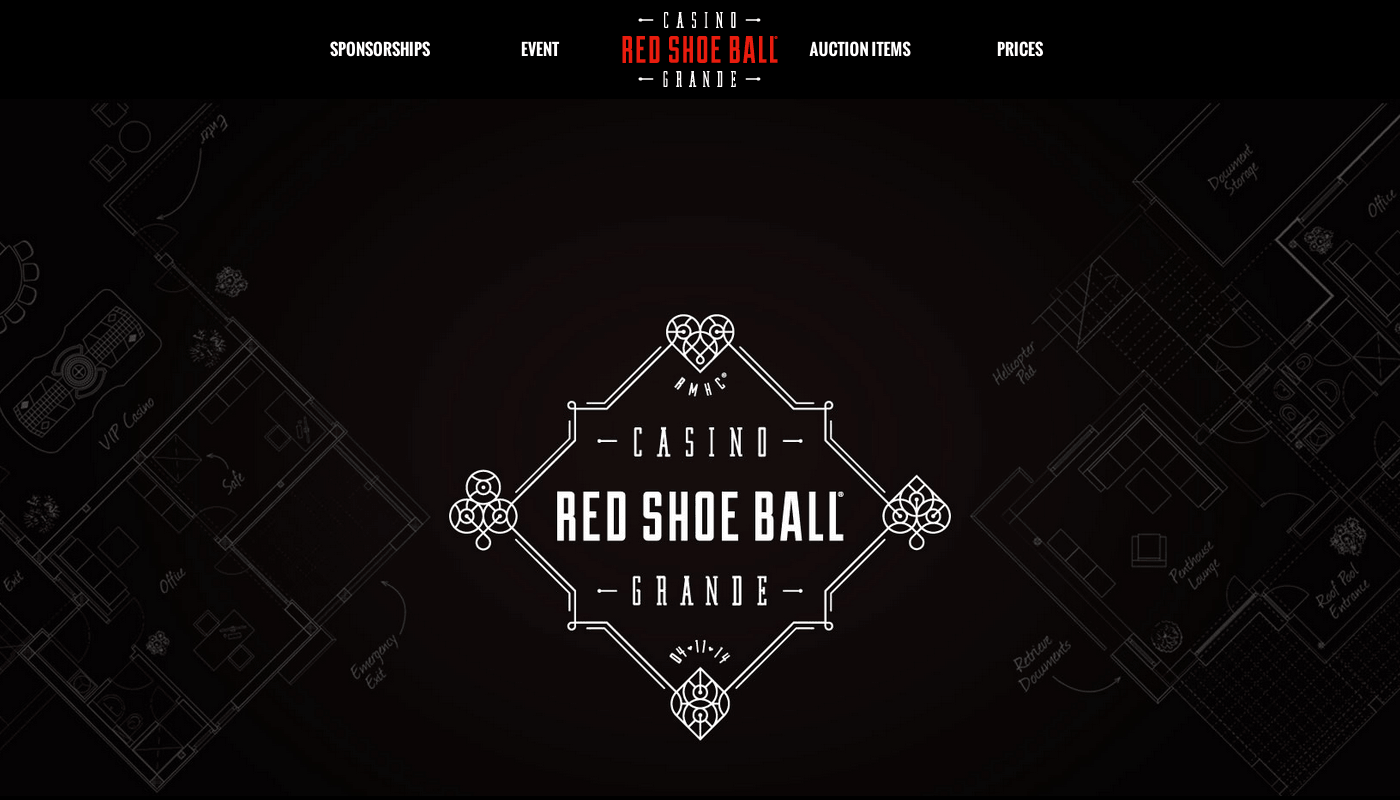 SPONSORSHIPS
EVENT
CASINO
RED SHOE BALL
GRANDE
AUCTION ITEMS
PRICES
Enter
VIP Casino
Safe
Exit
Office
Emergency
Exit
RMHC®
CASINO
RED SHOE BALL®
GRANDE
04♥11♥14
Document
Storage
Office
Helicopter
Pad
Penthouse
Lounge
Roof Pool
Entrance
Retrieve
Documents